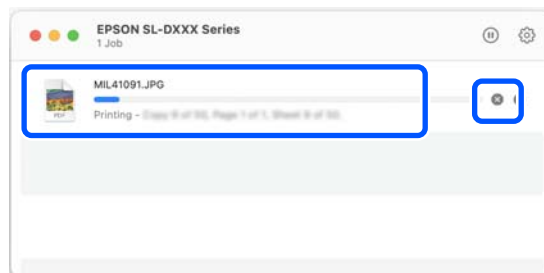 EPSON SL-DXXX Series
1 Job
MIL41091.JPG
PDF
Printing -